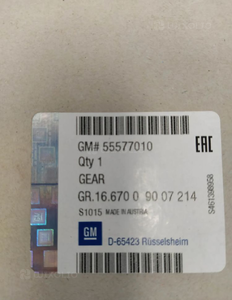 GM# 55577010
Qty 1
GEAR
GR.16.670 0 90 07 214
S1015 MADE IN AUSTRIA
GM
D-65423 Rüsselsheim
EAC